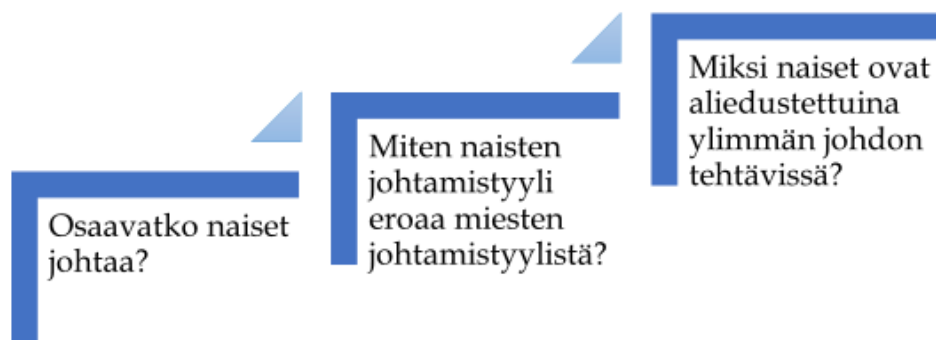 Osaavatko naiset
johtaa?
Miten naisten
johtamistyyli
eroaa miesten
johtamistyylistä?
Miksi naiset ovat
aliedustettuina
ylimmän johdon
tehtävissä?